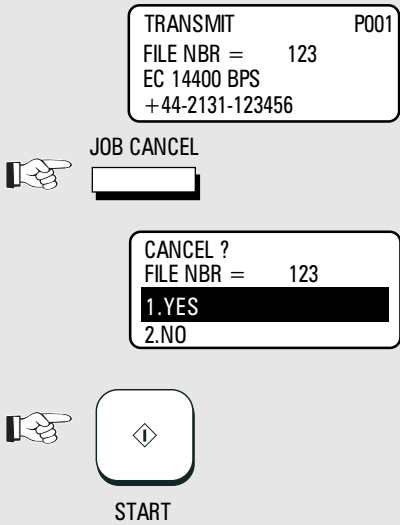 TRANSMIT P001
FILE NBR = 123
EC 14400 BPS
+44-2131-123456
JOB CANCEL
CANCEL ?
FILE NBR = 123
1.YES
2.NO
START